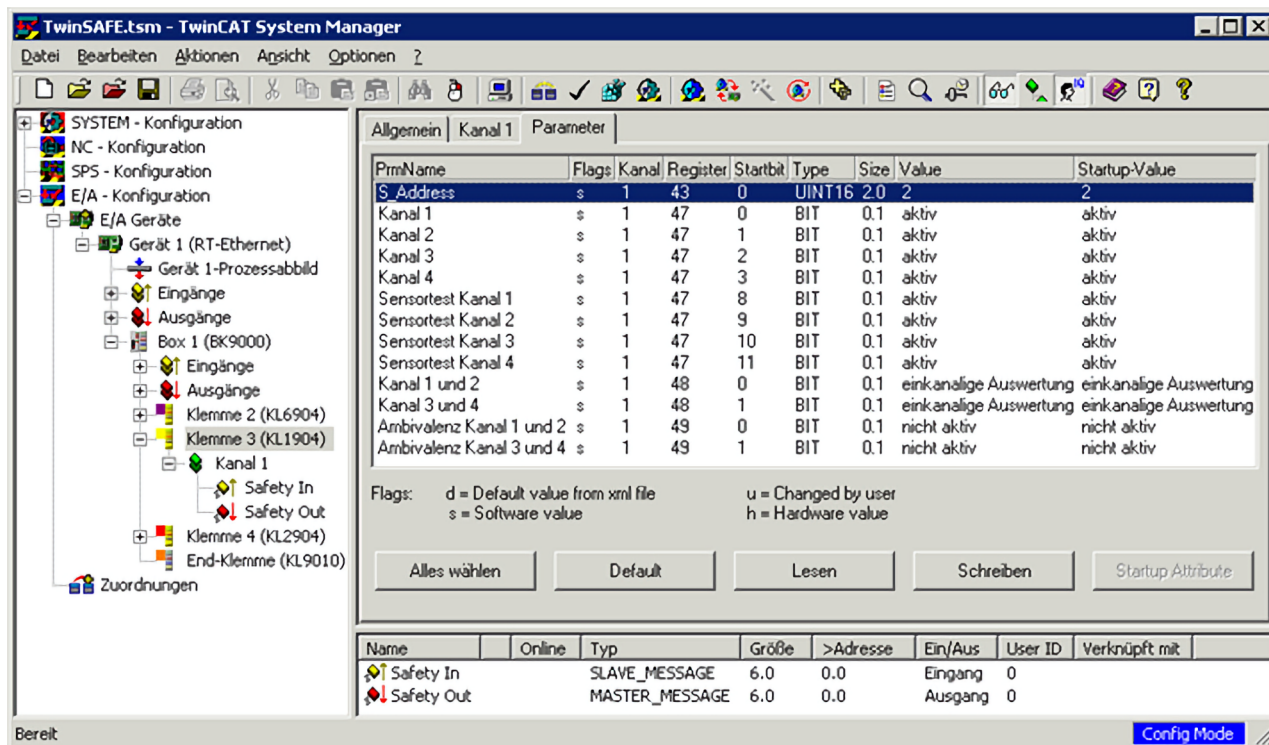 TwinSAFE.tsm - TwinCAT System Manager
Datei Bearbeiten Aktionen Ansicht Optionen ?
SYSTEM - Konfiguration
NC - Konfiguration
SPS - Konfiguration
E/A - Konfiguration
E/A Geräte
Gerät 1 (RT-Ethernet)
Gerät 1-Prozessabbild
Eingänge
Ausgänge
Box 1 (BK9000)
Eingänge
Ausgänge
Klemme 2 (KL6904)
Klemme 3 (KL1904)
Kanal 1
Safety In
Safety Out
Klemme 4 (KL2904)
End-Klemme (KL9010)
Zuordnungen
Allgemein Kanal 1 Parameter
PrmName Flags Kanal Register Startbit Type Size Value Startup-Value
S_Address s 1 43 0 UINT16 2.0 2 2
Kanal 1 s 1 47 0 BIT 0.1 aktiv aktiv
Kanal 2 s 1 47 1 BIT 0.1 aktiv aktiv
Kanal 3 s 1 47 2 BIT 0.1 aktiv aktiv
Kanal 4 s 1 47 3 BIT 0.1 aktiv aktiv
Sensortest Kanal 1 s 1 47 8 BIT 0.1 aktiv aktiv
Sensortest Kanal 2 s 1 47 9 BIT 0.1 aktiv aktiv
Sensortest Kanal 3 s 1 47 10 BIT 0.1 aktiv aktiv
Sensortest Kanal 4 s 1 47 11 BIT 0.1 aktiv aktiv
Kanal 1 und 2 s 1 48 0 BIT 0.1 einkanalige Auswertung einkanalige Auswertung
Kanal 3 und 4 s 1 48 1 BIT 0.1 einkanalige Auswertung einkanalige Auswertung
Ambivalenz Kanal 1 und 2 s 1 49 0 BIT 0.1 nicht aktiv nicht aktiv
Ambivalenz Kanal 3 und 4 s 1 49 1 BIT 0.1 nicht aktiv nicht aktiv
Flags: d = Default value from xml file u = Changed by user
s = Software value h = Hardware value
Alles wählen Default Lesen Schreiben Startup Attribute
Name Online Typ Größe >Adresse Ein/Aus User ID Verknüpft mit
Safety In SLAVE_MESSAGE 6.0 0.0 Eingang 0
Safety Out MASTER_MESSAGE 6.0 0.0 Ausgang 0
Bereit Config Mode